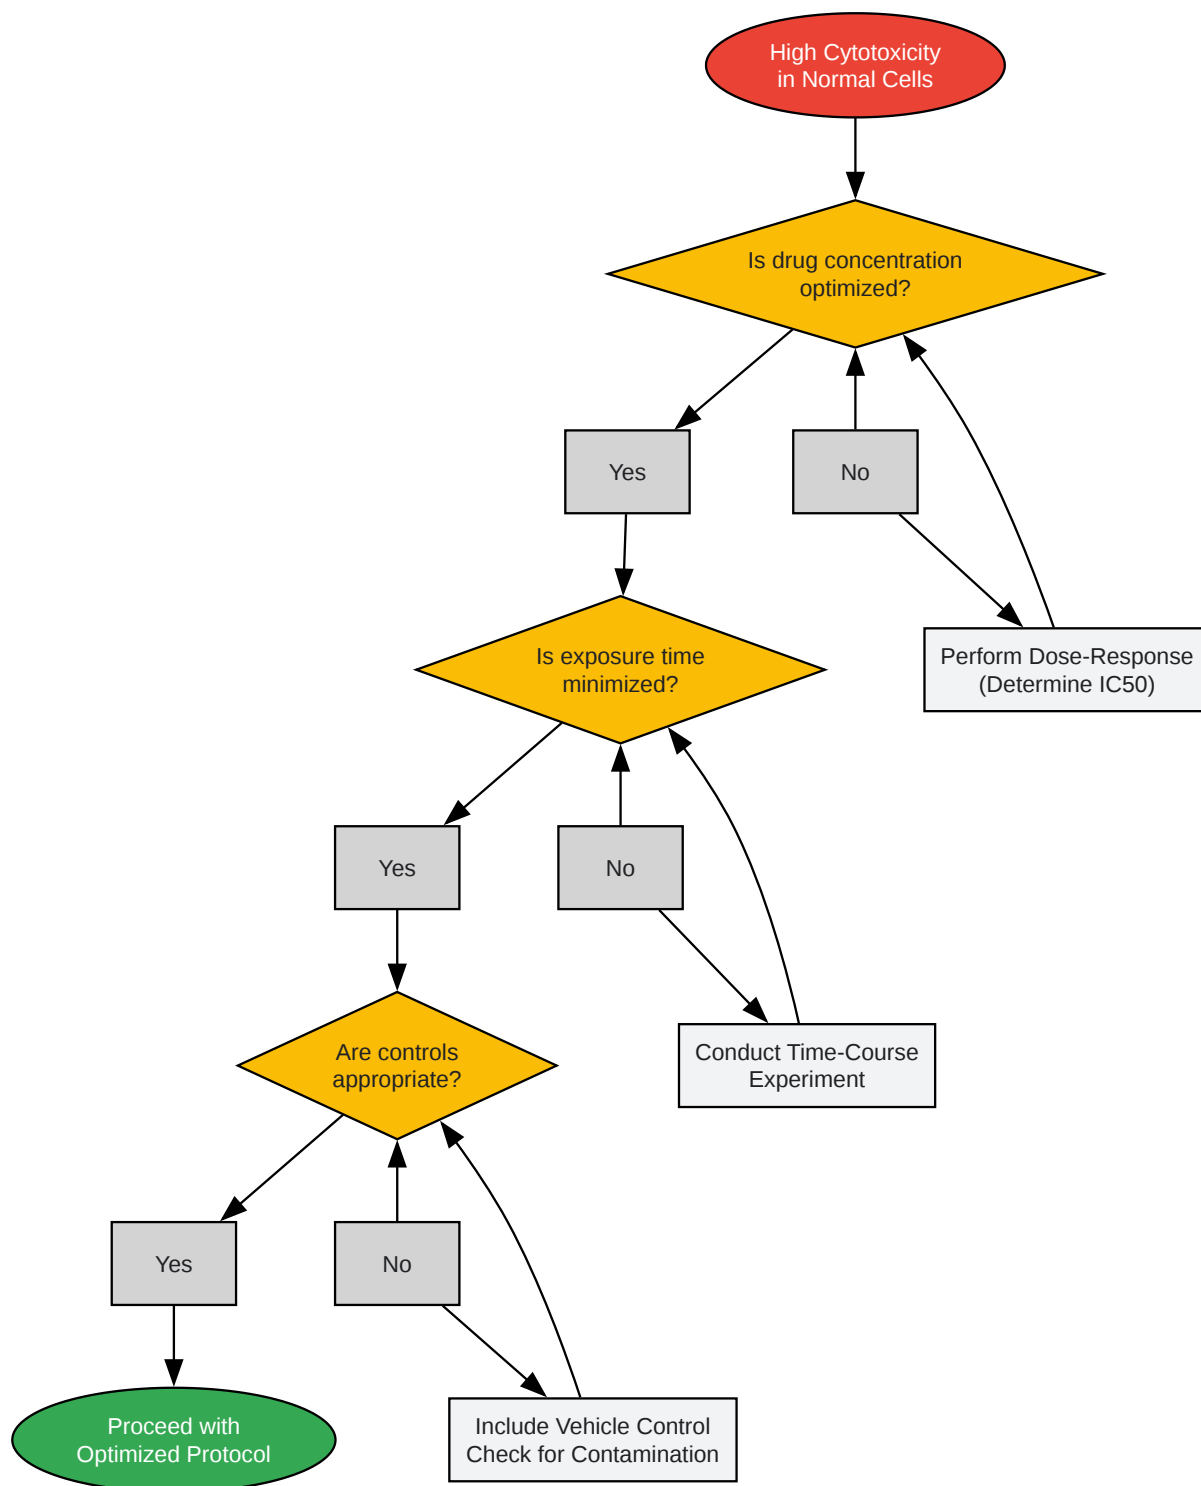 High Cytotoxicity
in Normal Cells
Is drug concentration
optimized?
Yes
No
Is exposure time
minimized?
Perform Dose-Response
(Determine IC50)
Yes
No
Are controls
appropriate?
Conduct Time-Course
Experiment
Yes
No
Proceed with
Optimized Protocol
Include Vehicle Control
Check for Contamination